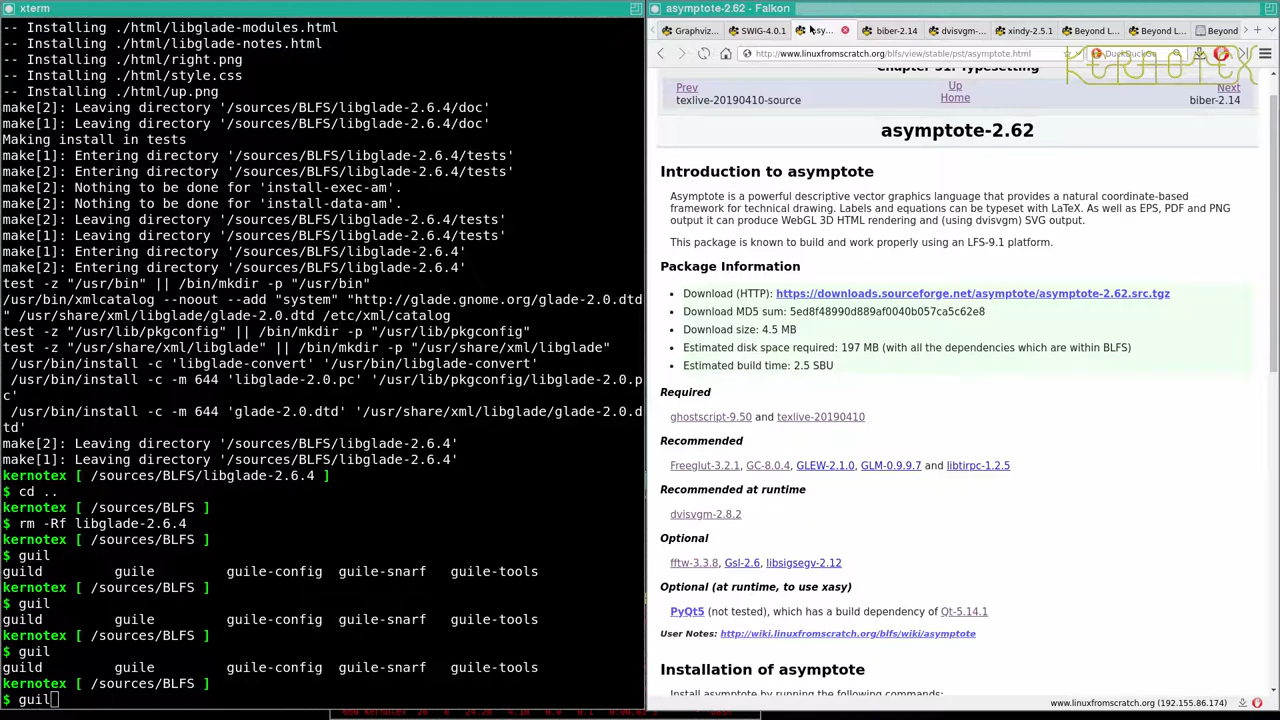 xterm
-- Installing ./html/libglade-modules.html
-- Installing ./html/libglade-notes.html
-- Installing ./html/right.png
-- Installing ./html/style.css
-- Installing ./html/up.png
make[2]: Leaving directory '/sources/BLFS/libglade-2.6.4/doc'
make[1]: Leaving directory '/sources/BLFS/libglade-2.6.4/doc'
Making install in tests
make[1]: Entering directory '/sources/BLFS/libglade-2.6.4/tests'
make[2]: Entering directory '/sources/BLFS/libglade-2.6.4/tests'
make[2]: Nothing to be done for 'install-exec-am'.
make[2]: Nothing to be done for 'install-data-am'.
make[2]: Leaving directory '/sources/BLFS/libglade-2.6.4/tests'
make[1]: Leaving directory '/sources/BLFS/libglade-2.6.4/tests'
make[1]: Entering directory '/sources/BLFS/libglade-2.6.4'
make[2]: Entering directory '/sources/BLFS/libglade-2.6.4'
test -z "/usr/bin" || /bin/mkdir -p "/usr/bin"
/usr/bin/xmlcatalog --noout --add "system" "http://glade.gnome.org/glade-2.0.dtd
" /usr/share/xml/libglade/glade-2.0.dtd /etc/xml/catalog
test -z "/usr/lib/pkgconfig" || /bin/mkdir -p "/usr/lib/pkgconfig"
test -z "/usr/share/xml/libglade" || /bin/mkdir -p "/usr/share/xml/libglade"
/usr/bin/install -c 'libglade-convert' '/usr/bin/libglade-convert'
/usr/bin/install -c -m 644 'libglade-2.0.pc' '/usr/lib/pkgconfig/libglade-2.0.p
c'
/usr/bin/install -c -m 644 'glade-2.0.dtd' '/usr/share/xml/libglade/glade-2.0.d
td'
make[2]: Leaving directory '/sources/BLFS/libglade-2.6.4'
make[1]: Leaving directory '/sources/BLFS/libglade-2.6.4'
kernotex [ /sources/BLFS/libglade-2.6.4 ]
$ cd ..
kernotex [ /sources/BLFS ]
$ rm -Rf libglade-2.6.4
kernotex [ /sources/BLFS ]
$ guil
guild guile guile-config guile-snarf guile-tools
kernotex [ /sources/BLFS ]
$ guil
guild guile guile-config guile-snarf guile-tools
kernotex [ /sources/BLFS ]
$ guil
guild guile guile-config guile-snarf guile-tools
kernotex [ /sources/BLFS ]
$ guil
asymptote-2.62 - Falkon
Graphviz... SWIG-4.0.1 biber-2.14 dvisvgm-... xindy-2.5.1 Beyond L... Beyond L... Beyond
http://www.linuxfromscratch.org/blfs/view/stable/pst/asymptote.html DuckDuckGo
KERNOTEX
Chapter 51. Typesetting
Prev Up Next
texlive-20190410-source Home biber-2.14
asymptote-2.62
Introduction to asymptote
Asymptote is a powerful descriptive vector graphics language that provides a natural coordinate-based
framework for technical drawing. Labels and equations can be typeset with LaTeX. As well as EPS, PDF and PNG
output it can produce WebGL 3D HTML rendering and (using dvisvgm) SVG output.
This package is known to build and work properly using an LFS-9.1 platform.
Package Information
• Download (HTTP): https://downloads.sourceforge.net/asymptote/asymptote-2.62.src.tgz
• Download MD5 sum: 5ed8f48990d889af0040b057ca5c62e8
• Download size: 4.5 MB
• Estimated disk space required: 197 MB (with all the dependencies which are within BLFS)
• Estimated build time: 2.5 SBU
Required
ghostscript-9.50 and texlive-20190410
Recommended
Freeglut-3.2.1, GC-8.0.4, GLEW-2.1.0, GLM-0.9.9.7 and libtirpc-1.2.5
Recommended at runtime
dvisvgm-2.8.2
Optional
fftw-3.3.8, Gsl-2.6, libsigsegv-2.12
Optional (at runtime, to use xasy)
PyQt5 (not tested), which has a build dependency of Qt-5.14.1
User Notes: http://wiki.linuxfromscratch.org/blfs/wiki/asymptote
Installation of asymptote
Install asymptote by running the following commands:
www.linuxfromscratch.org (192.155.86.174)